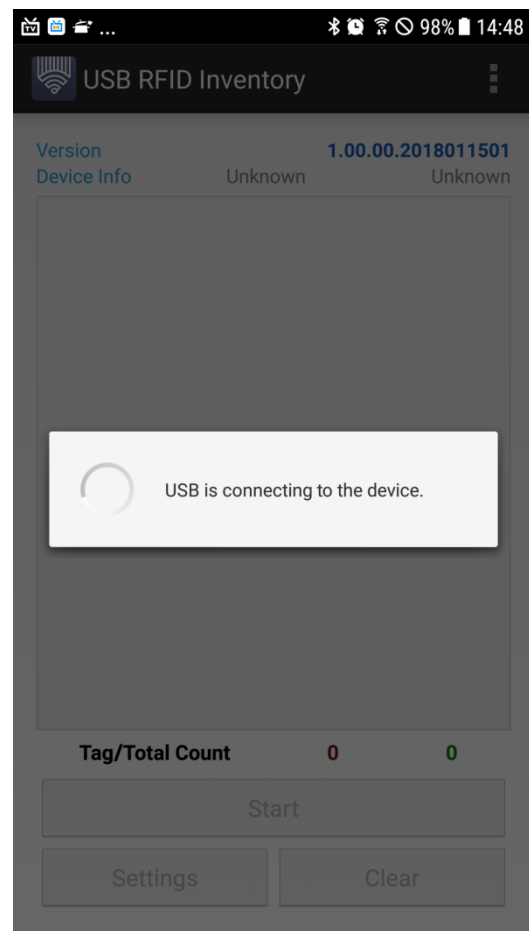 ... 98% 14:48
USB RFID Inventory
Version 1.00.00.2018011501
Device Info Unknown Unknown
USB is connecting to the device.
Tag/Total Count 0 0
Start
Settings Clear